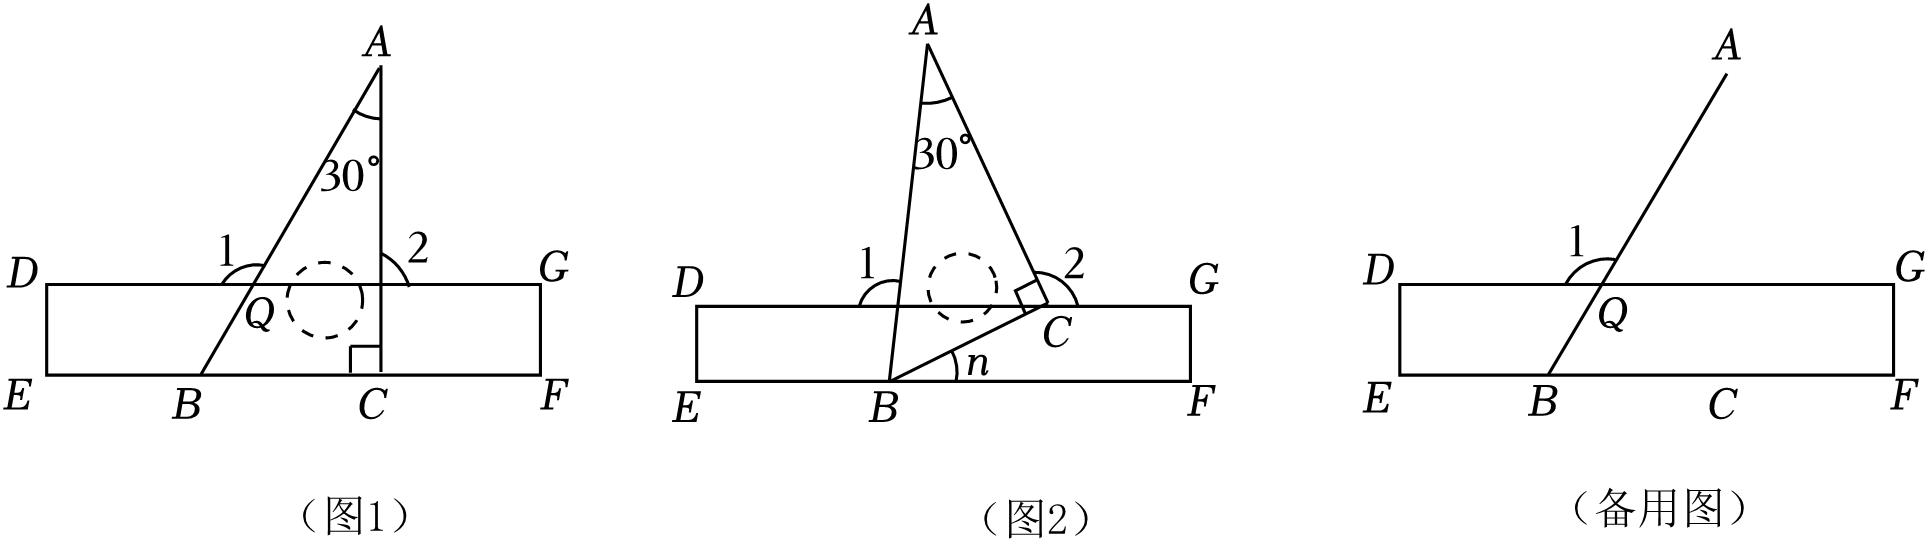 A
30°
1
2
D
G
Q
E
B
C
F
（图1）
A
30°
1
2
D
G
C
n
E
B
F
（图2）
A
1
D
G
Q
E
B
C
F
（备用图）